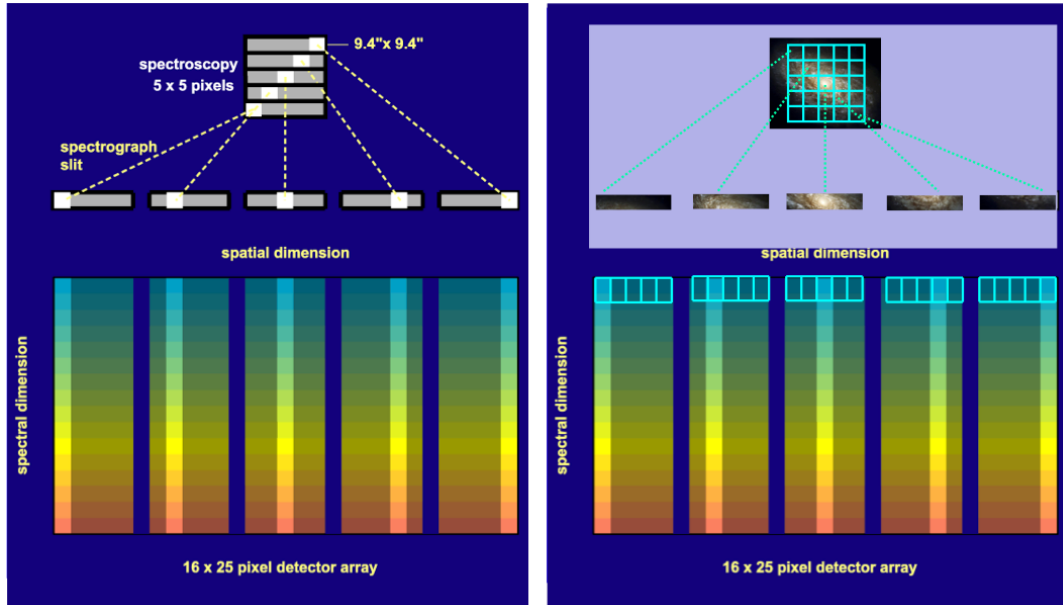 9.4"x 9.4"
spectroscopy
5 x 5 pixels
spectrograph
slit
spatial dimension
spectral dimension
16 x 25 pixel detector array
spatial dimension
spectral dimension
16 x 25 pixel detector array